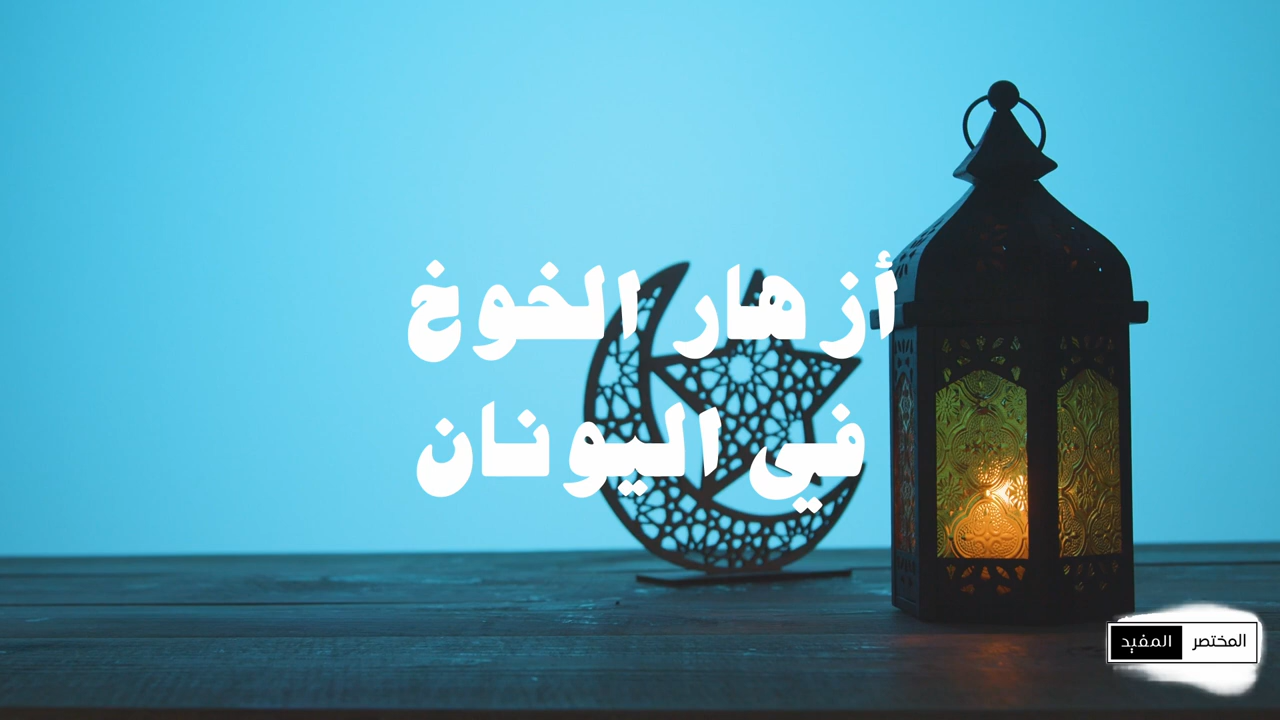 أزهار الخوخ
في اليونان
المختصر المفيد